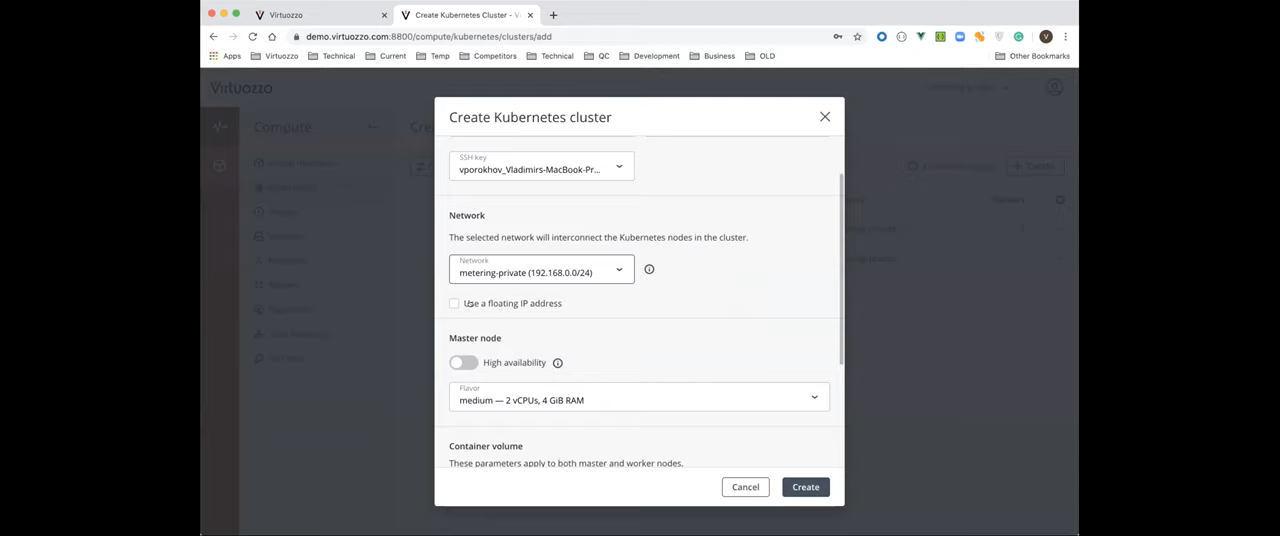 Virtuozzo
Create Kubernetes Cluster - V
demo.virtuozzo.com:8800/compute/kubernetes/clusters/add
Apps Virtuozzo Technical Current Temp Competitors Testing QC Development Business OLD Other Bookmarks
Virtuozzo
Compute
Create Kubernetes cluster
SSH key
vporokhov_Vladimirs-MacBook-Pr...
Network
The selected network will interconnect the Kubernetes nodes in the cluster.
Network
metering-private (192.168.0.0/24)
Use a floating IP address
Master node
High availability
Flavor
medium — 2 vCPUs, 4 GiB RAM
Container volume
These parameters apply to both master and worker nodes.
Cancel
Create